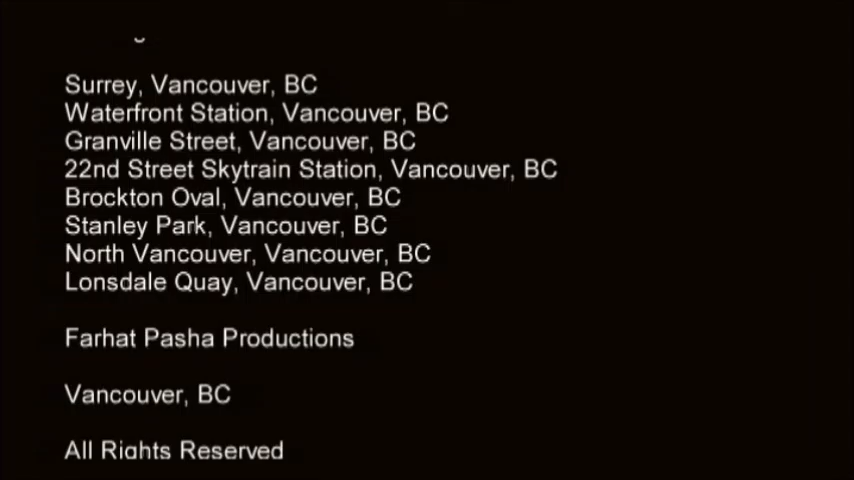 Surrey, Vancouver, BC
Waterfront Station, Vancouver, BC
Granville Street, Vancouver, BC
22nd Street Skytrain Station, Vancouver, BC
Brockton Oval, Vancouver, BC
Stanley Park, Vancouver, BC
North Vancouver, Vancouver, BC
Lonsdale Quay, Vancouver, BC
Farhat Pasha Productions
Vancouver, BC
All Rights Reserved